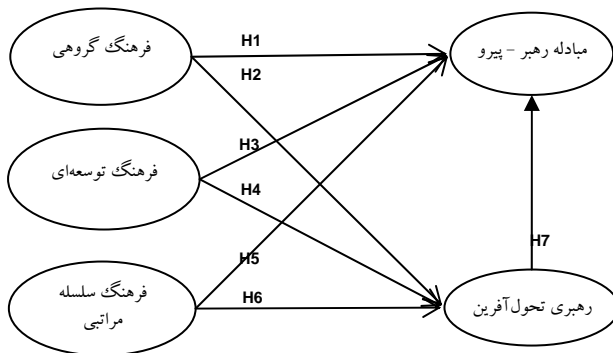 فرهنگ گروهی
H1
مبادله رهبر – پیرو
H2
فرهنگ توسعه‌ای
H3
H4
H7
فرهنگ سلسله
مراتبی
H5
H6
رهبری تحول‌آفرین